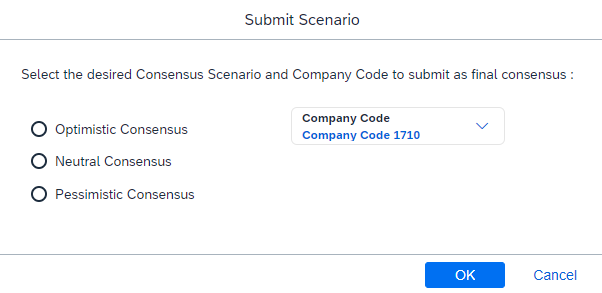 Submit Scenario
Select the desired Consensus Scenario and Company Code to submit as final consensus :
Optimistic Consensus
Company Code
Company Code 1710
Neutral Consensus
Pessimistic Consensus
OK
Cancel